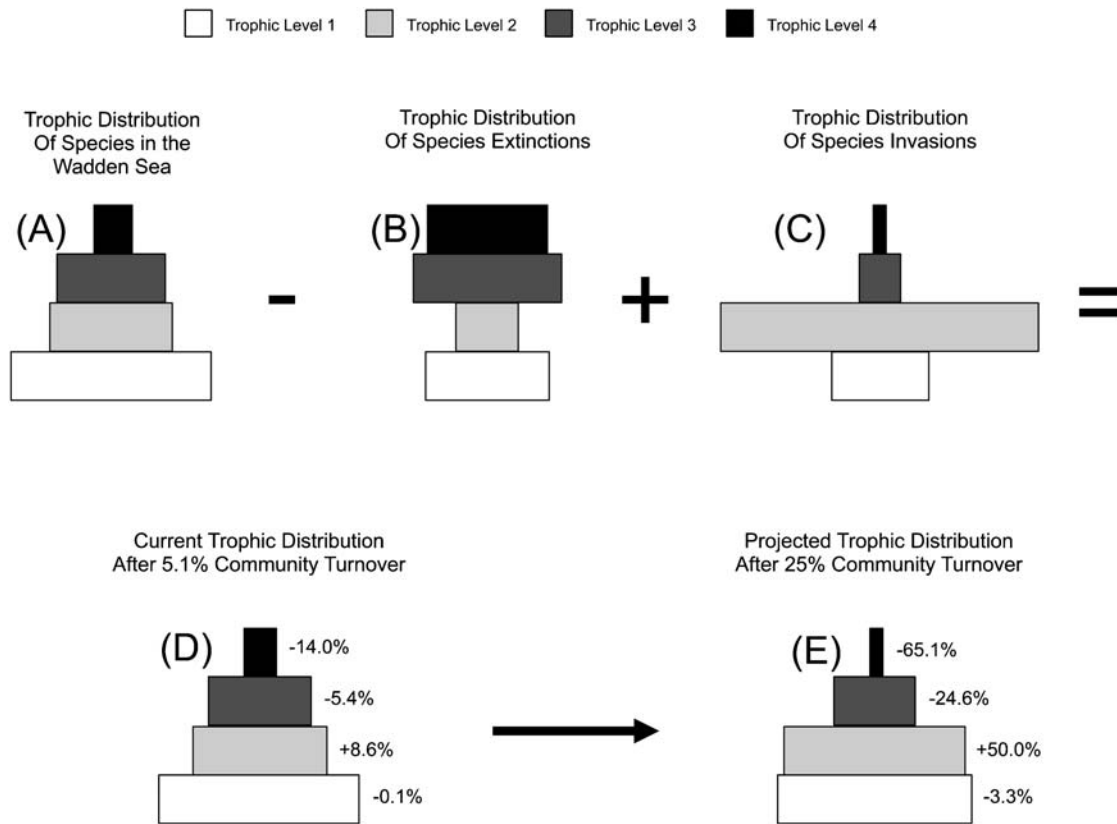 Trophic Level 1 Trophic Level 2 Trophic Level 3 Trophic Level 4
Trophic Distribution
Of Species in the
Wadden Sea
Trophic Distribution
Of Species Extinctions
Trophic Distribution
Of Species Invasions
(A)
-
(B)
+
(C)
=
Current Trophic Distribution
After 5.1% Community Turnover
Projected Trophic Distribution
After 25% Community Turnover
(D)
-14.0%
-5.4%
+8.6%
-0.1%
(E)
-65.1%
-24.6%
+50.0%
-3.3%